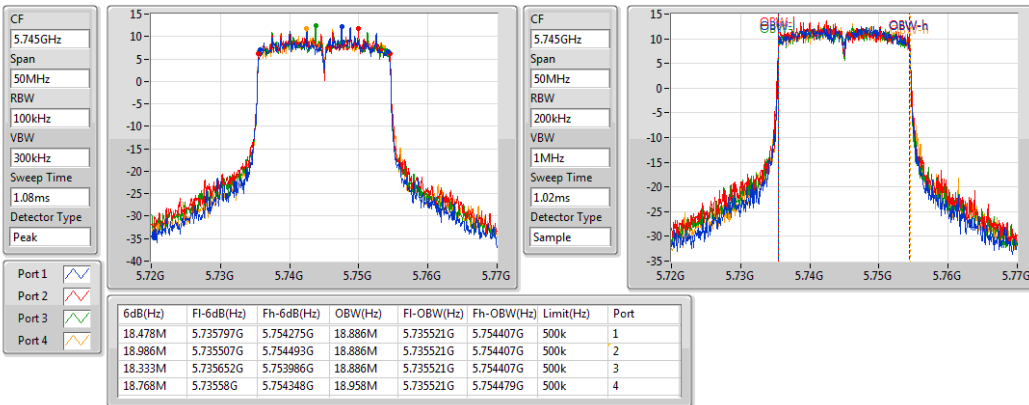 CF
5.745GHz
Span
50MHz
RBW
100kHz
VBW
300kHz
Sweep Time
1.08ms
Detector Type
Peak
Port 1
Port 2
Port 3
Port 4
15
10
5
0
-5
-10
-15
-20
-25
-30
-35
-40
5.72G 5.73G 5.74G 5.75G 5.76G 5.77G
CF
5.745GHz
Span
50MHz
RBW
200kHz
VBW
1MHz
Sweep Time
1.02ms
Detector Type
Sample
15
10
5
0
-5
-10
-15
-20
-25
-30
-35
OBW-h
5.72G 5.73G 5.74G 5.75G 5.76G 5.77G
6dB(Hz) Fl-6dB(Hz) Fh-6dB(Hz) OBW(Hz) Fl-OBW(Hz) Fh-OBW(Hz) Limit(Hz) Port
18.478M 5.735797G 5.754275G 18.886M 5.735521G 5.754407G 500k 1
18.986M 5.735507G 5.754493G 18.886M 5.735521G 5.754407G 500k 2
18.333M 5.735652G 5.753986G 18.886M 5.735521G 5.754407G 500k 3
18.768M 5.73558G 5.754348G 18.958M 5.735521G 5.754479G 500k 4